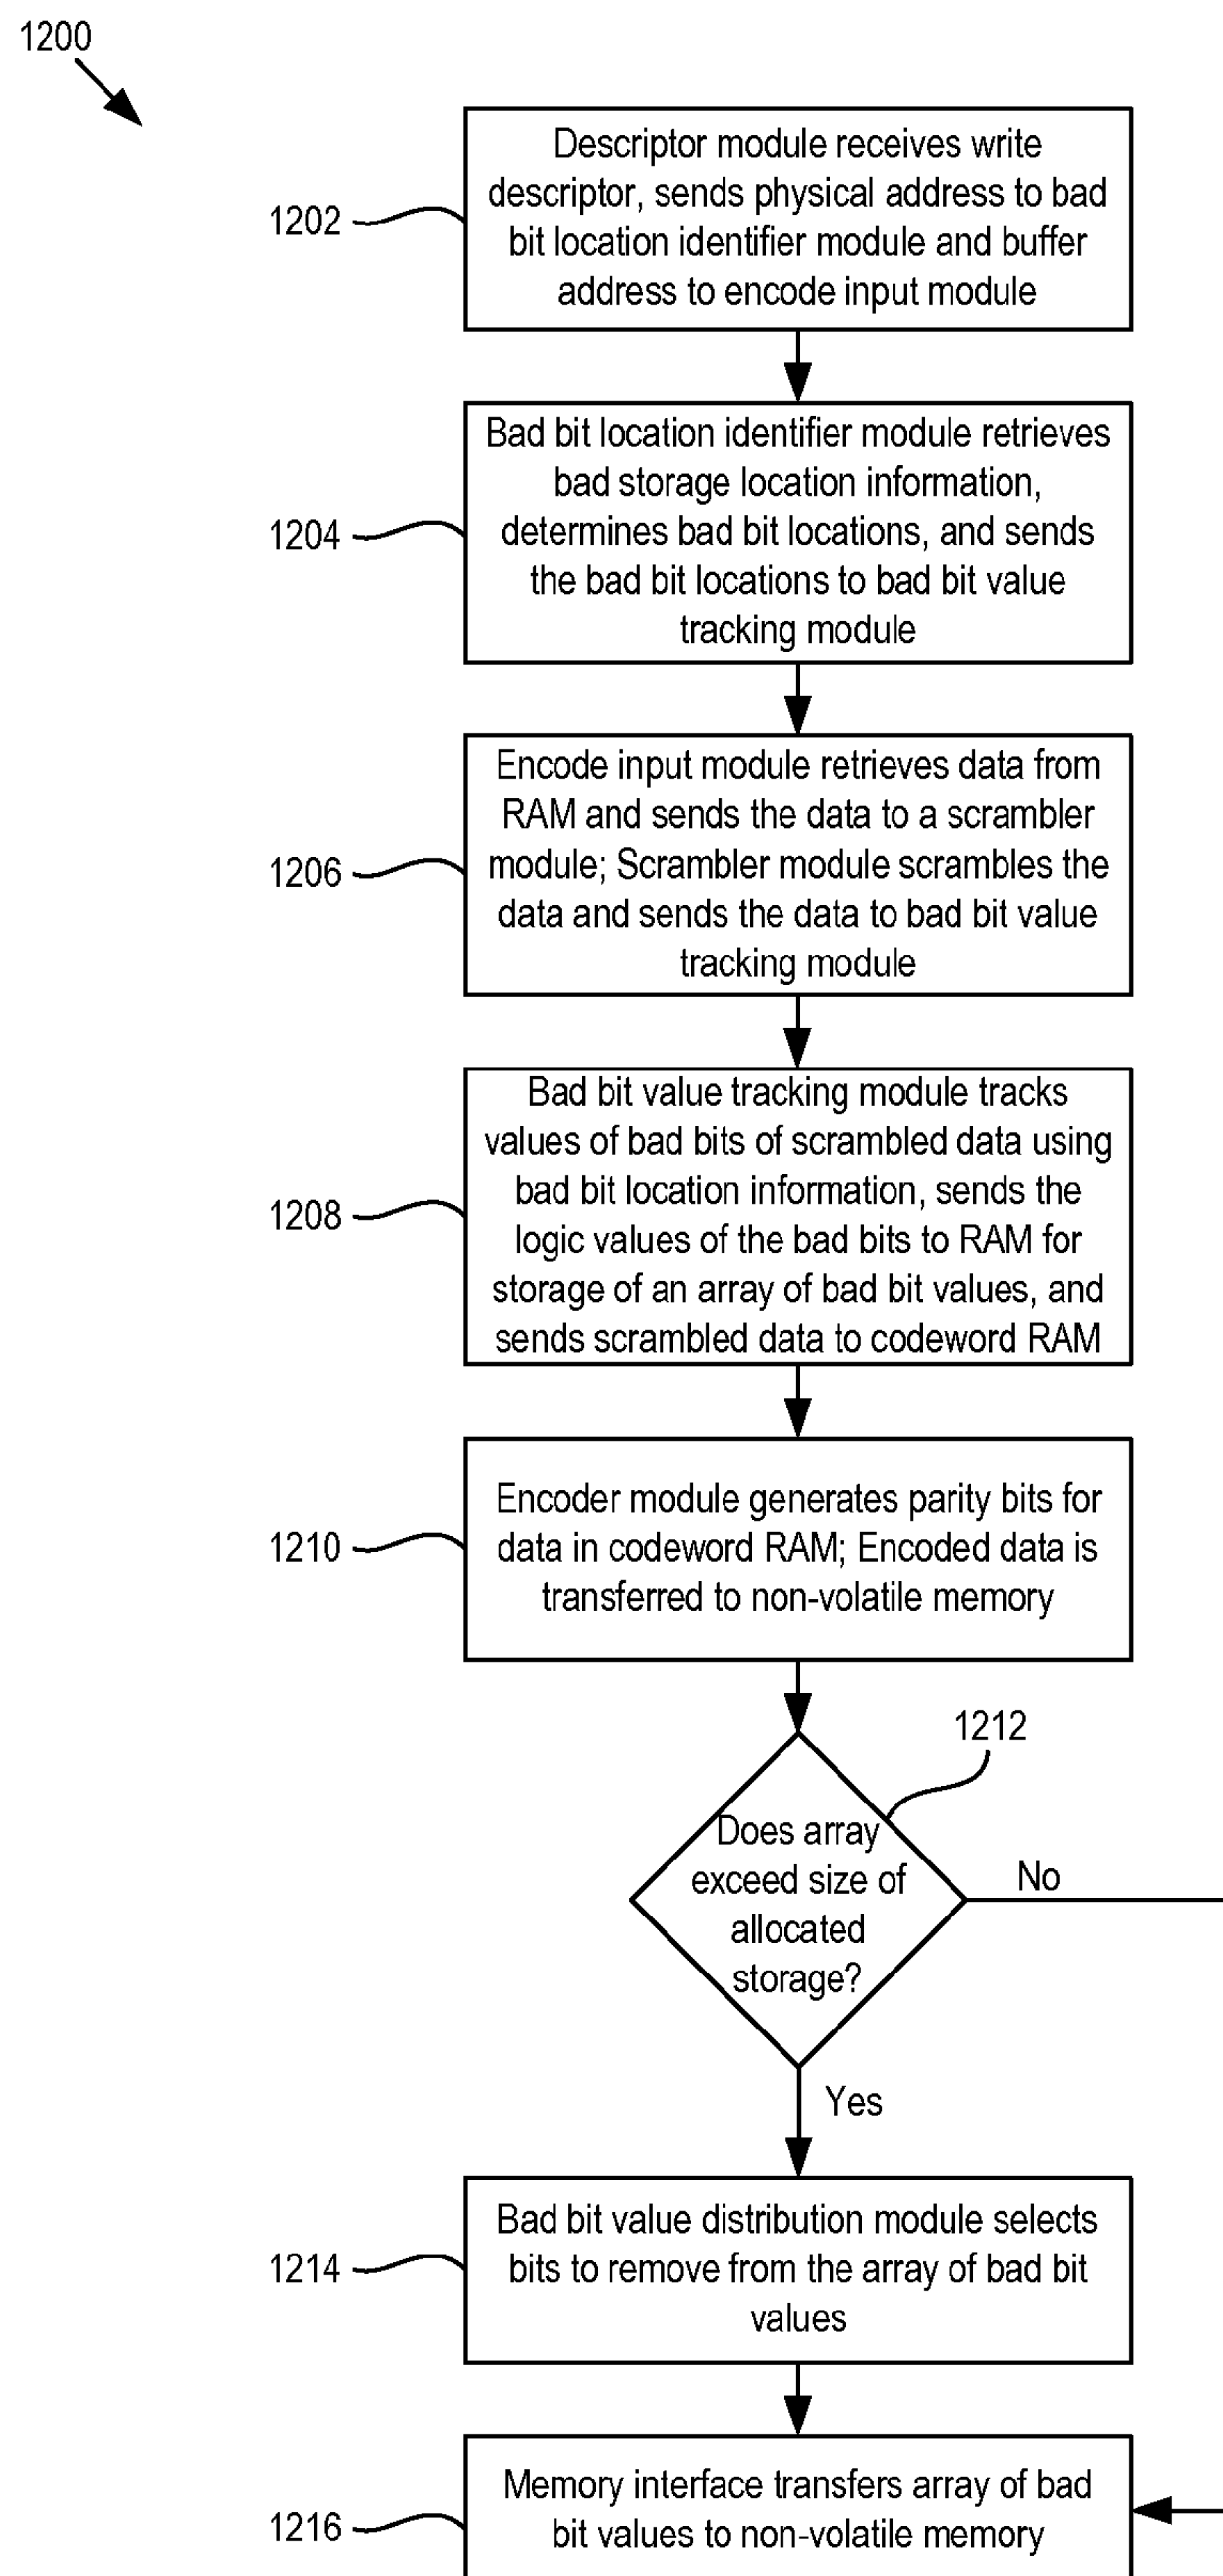 1200
Descriptor module receives write
descriptor, sends physical address to bad
bit location identifier module and buffer
address to encode input module
1202
Bad bit location identifier module retrieves
bad storage location information,
determines bad bit locations, and sends
the bad bit locations to bad bit value
tracking module
1204
Encode input module retrieves data from
RAM and sends the data to a scrambler
module; Scrambler module scrambles the
data and sends the data to bad bit value
tracking module
1206
Bad bit value tracking module tracks
values of bad bits of scrambled data using
bad bit location information, sends the
logic values of the bad bits to RAM for
storage of an array of bad bit values, and
sends scrambled data to codeword RAM
1208
Encoder module generates parity bits for
data in codeword RAM; Encoded data is
transferred to non-volatile memory
1210
1212
Does array
exceed size of
allocated
storage?
No
Yes
Bad bit value distribution module selects
bits to remove from the array of bad bit
values
1214
Memory interface transfers array of bad
bit values to non-volatile memory
1216